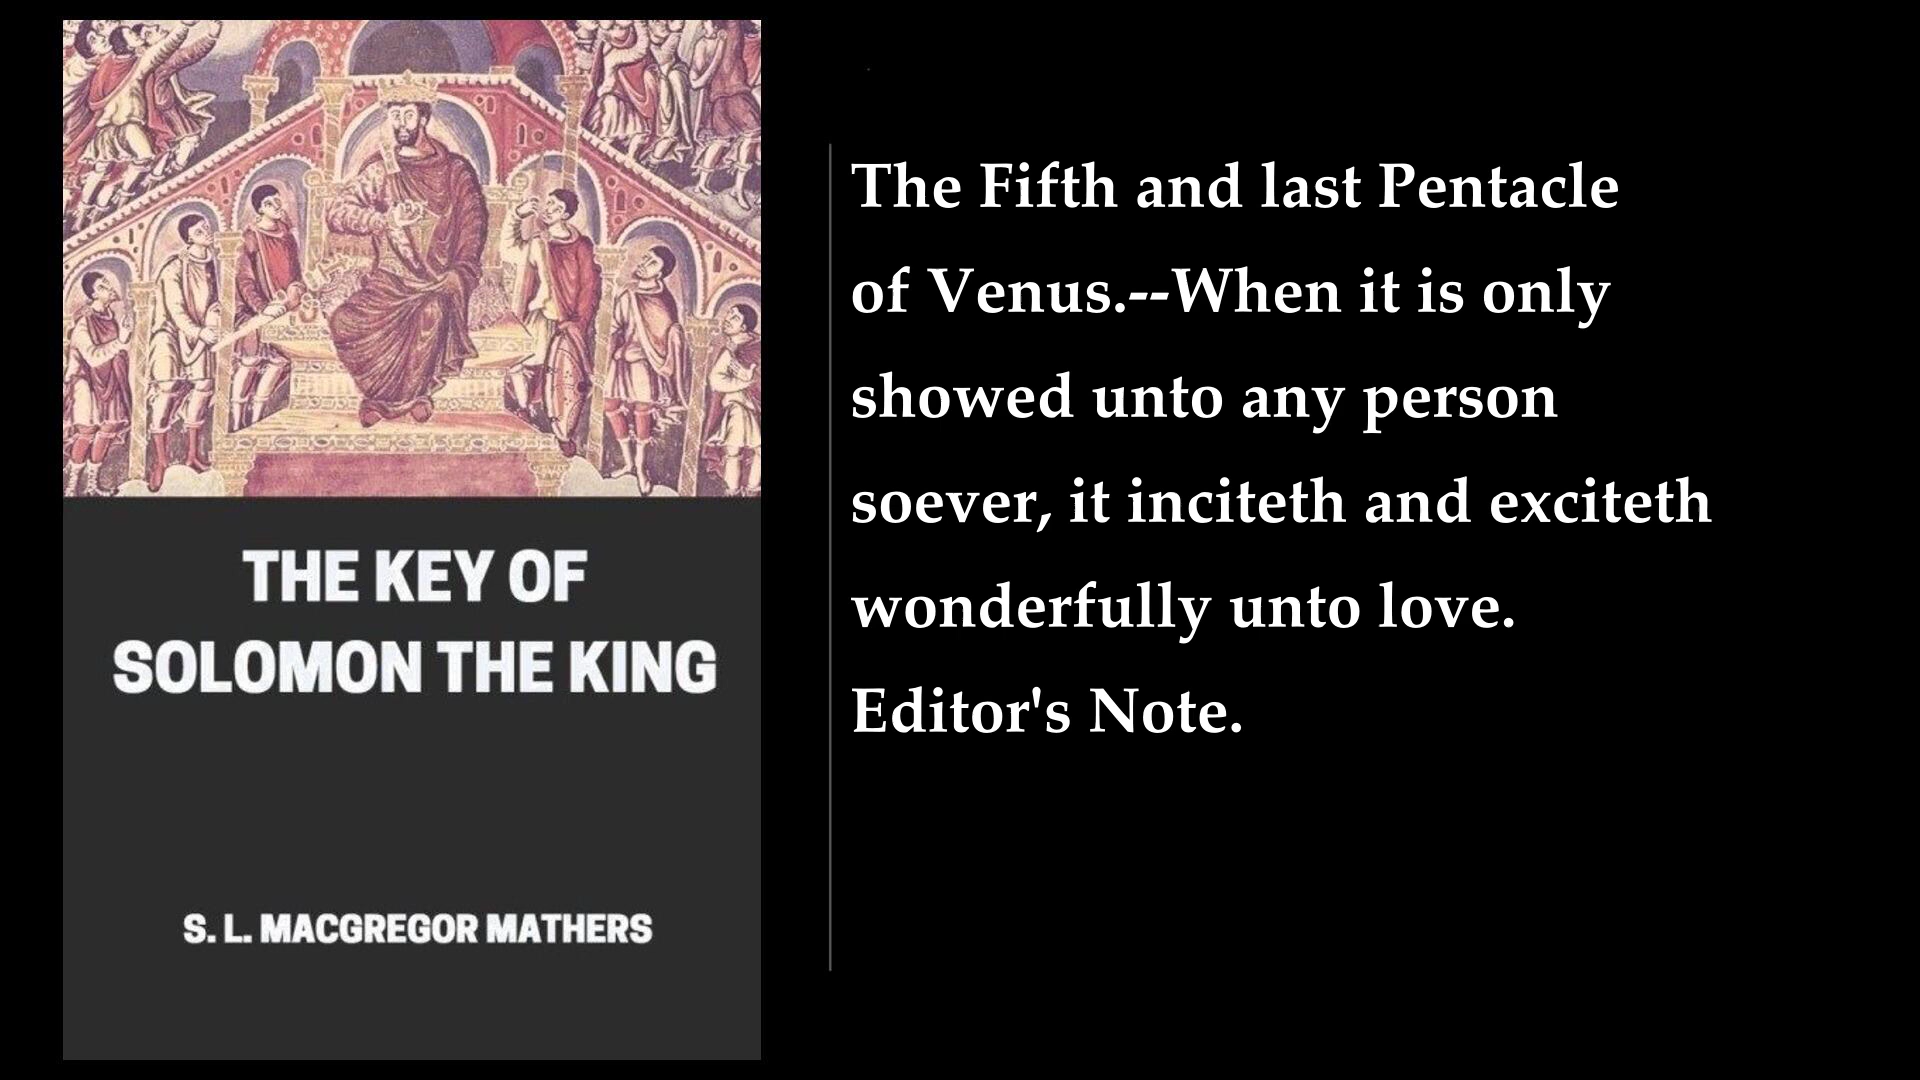 THE KEY OF
SOLOMON THE KING
S. L. MACGREGOR MATHERS
The Fifth and last Pentacle
of Venus.--When it is only
showed unto any person
soever, it inciteth and exciteth
wonderfully unto love.
Editor's Note.